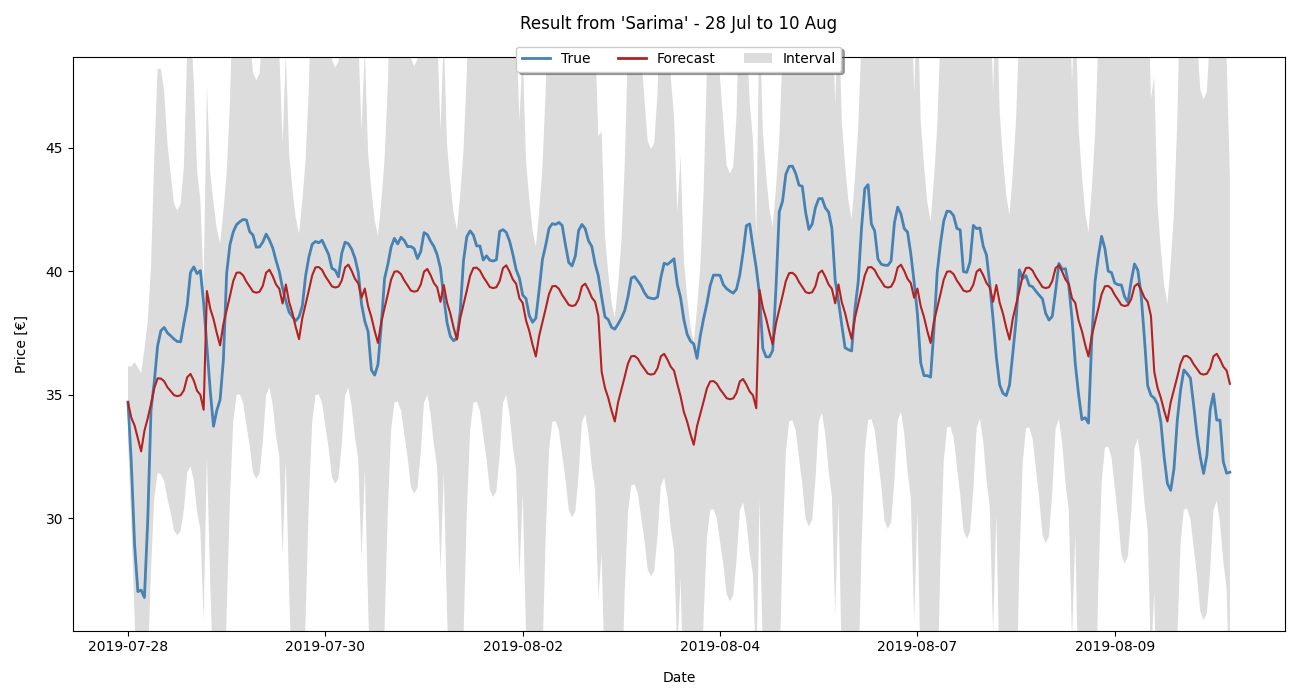 Result from 'Sarima' - 28 Jul to 10 Aug
True Forecast Interval
45
40
35
30
Price [€]
2019-07-28 2019-07-30 2019-08-02 2019-08-04 2019-08-07 2019-08-09
Date